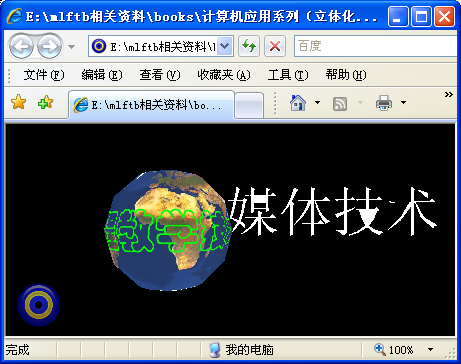 E:\mlftb相关资料\books\计算机应用系列（立体化...
E:\mlftb相关资料\
百度
文件(F) 编辑(E) 查看(V) 收藏夹(A) 工具(T) 帮助(H)
E:\mlftb相关资料\bo...
数学
媒体技术
完成 我的电脑 100%